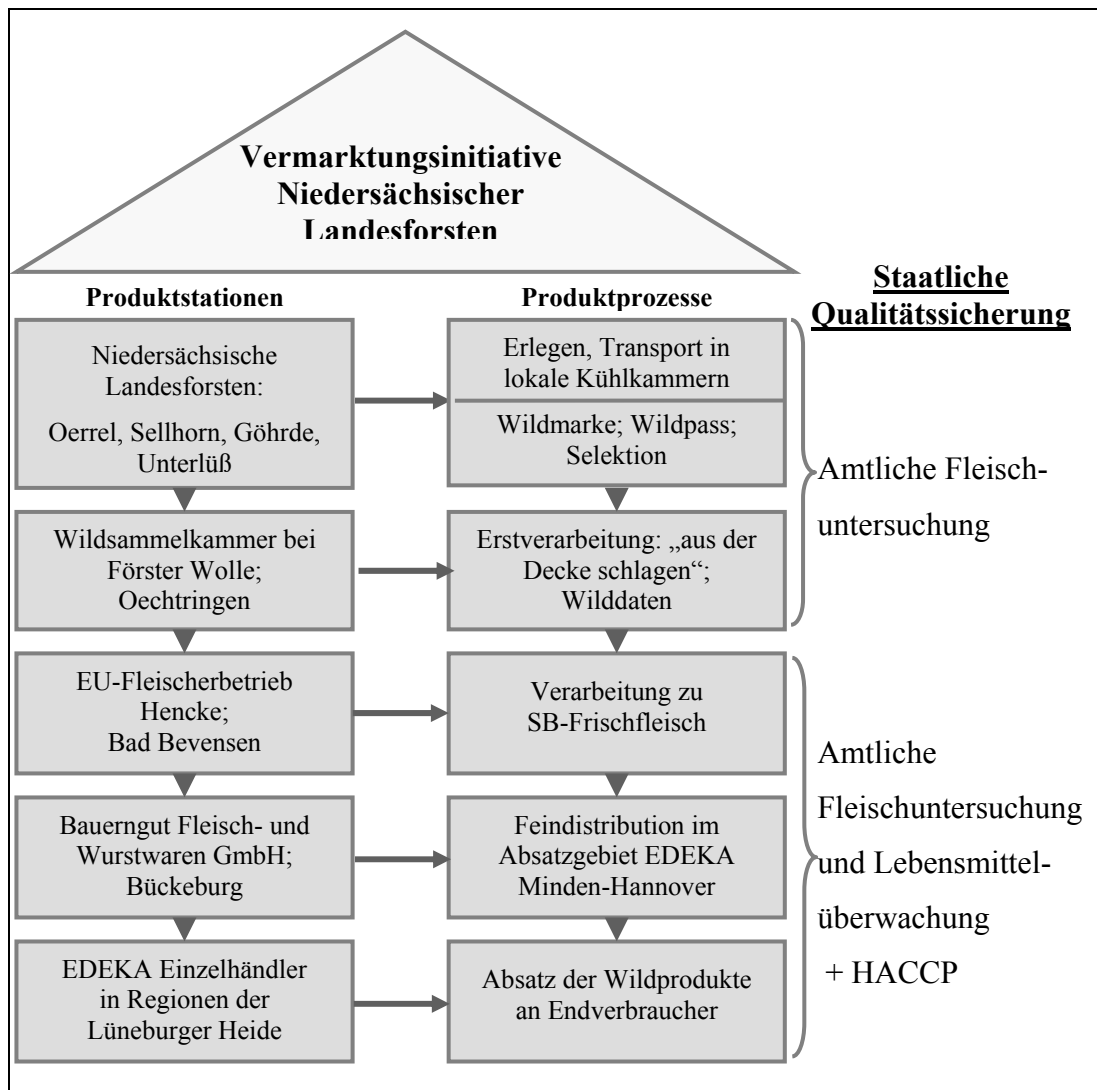 Vermarktungsinitiative
Niedersächsischer
Landesforsten
Produktstationen
Produktprozesse
Staatliche
Qualitätssicherung
Niedersächsische
Landesforsten:
Oerrel, Sellhorn, Göhrde,
Unterlüß
Erlegen, Transport in
lokale Kühlkammern
Wildmarke; Wildpass;
Selektion
Amtliche Fleisch-
untersuchung
Wildsammelkammer bei
Förster Wolle;
Oechtringen
Erstverarbeitung: „aus der
Decke schlagen“;
Wilddaten
EU-Fleischerbetrieb
Hencke;
Bad Bevensen
Verarbeitung zu
SB-Frischfleisch
Amtliche
Fleischuntersuchung
und Lebensmittel-
überwachung
+ HACCP
Bauerngut Fleisch- und
Wurstwaren GmbH;
Bückeburg
Feindistribution im
Absatzgebiet EDEKA
Minden-Hannover
EDEKA Einzelhändler
in Regionen der
Lüneburger Heide
Absatz der Wildprodukte
an Endverbraucher